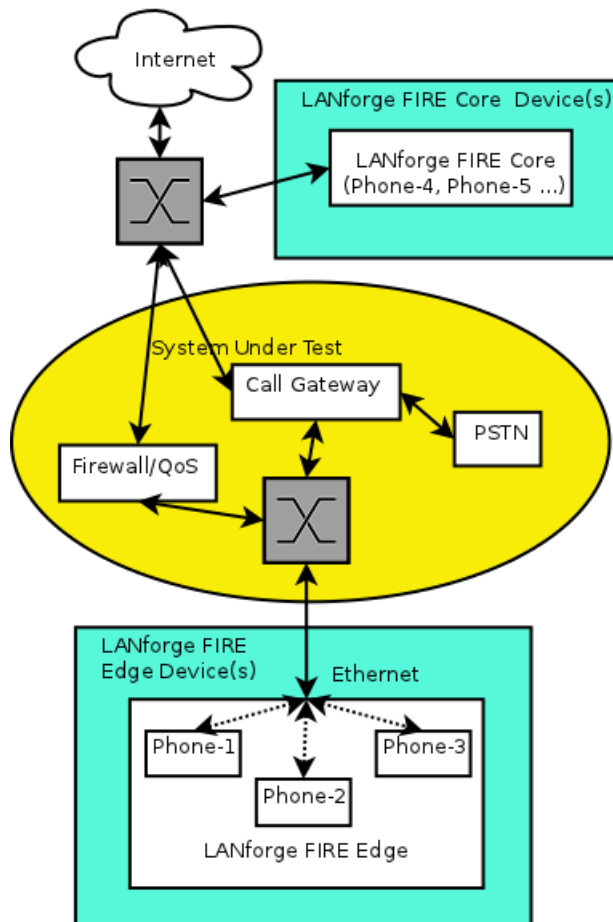 Internet
LANforge FIRE Core  Device(s)
LANforge FIRE Core
(Phone-4, Phone-5 ...)
System Under Test
Call Gateway
PSTN
Firewall/QoS
LANforge FIRE
Edge Device(s)
Ethernet
Phone-1
Phone-3
Phone-2
LANforge FIRE Edge